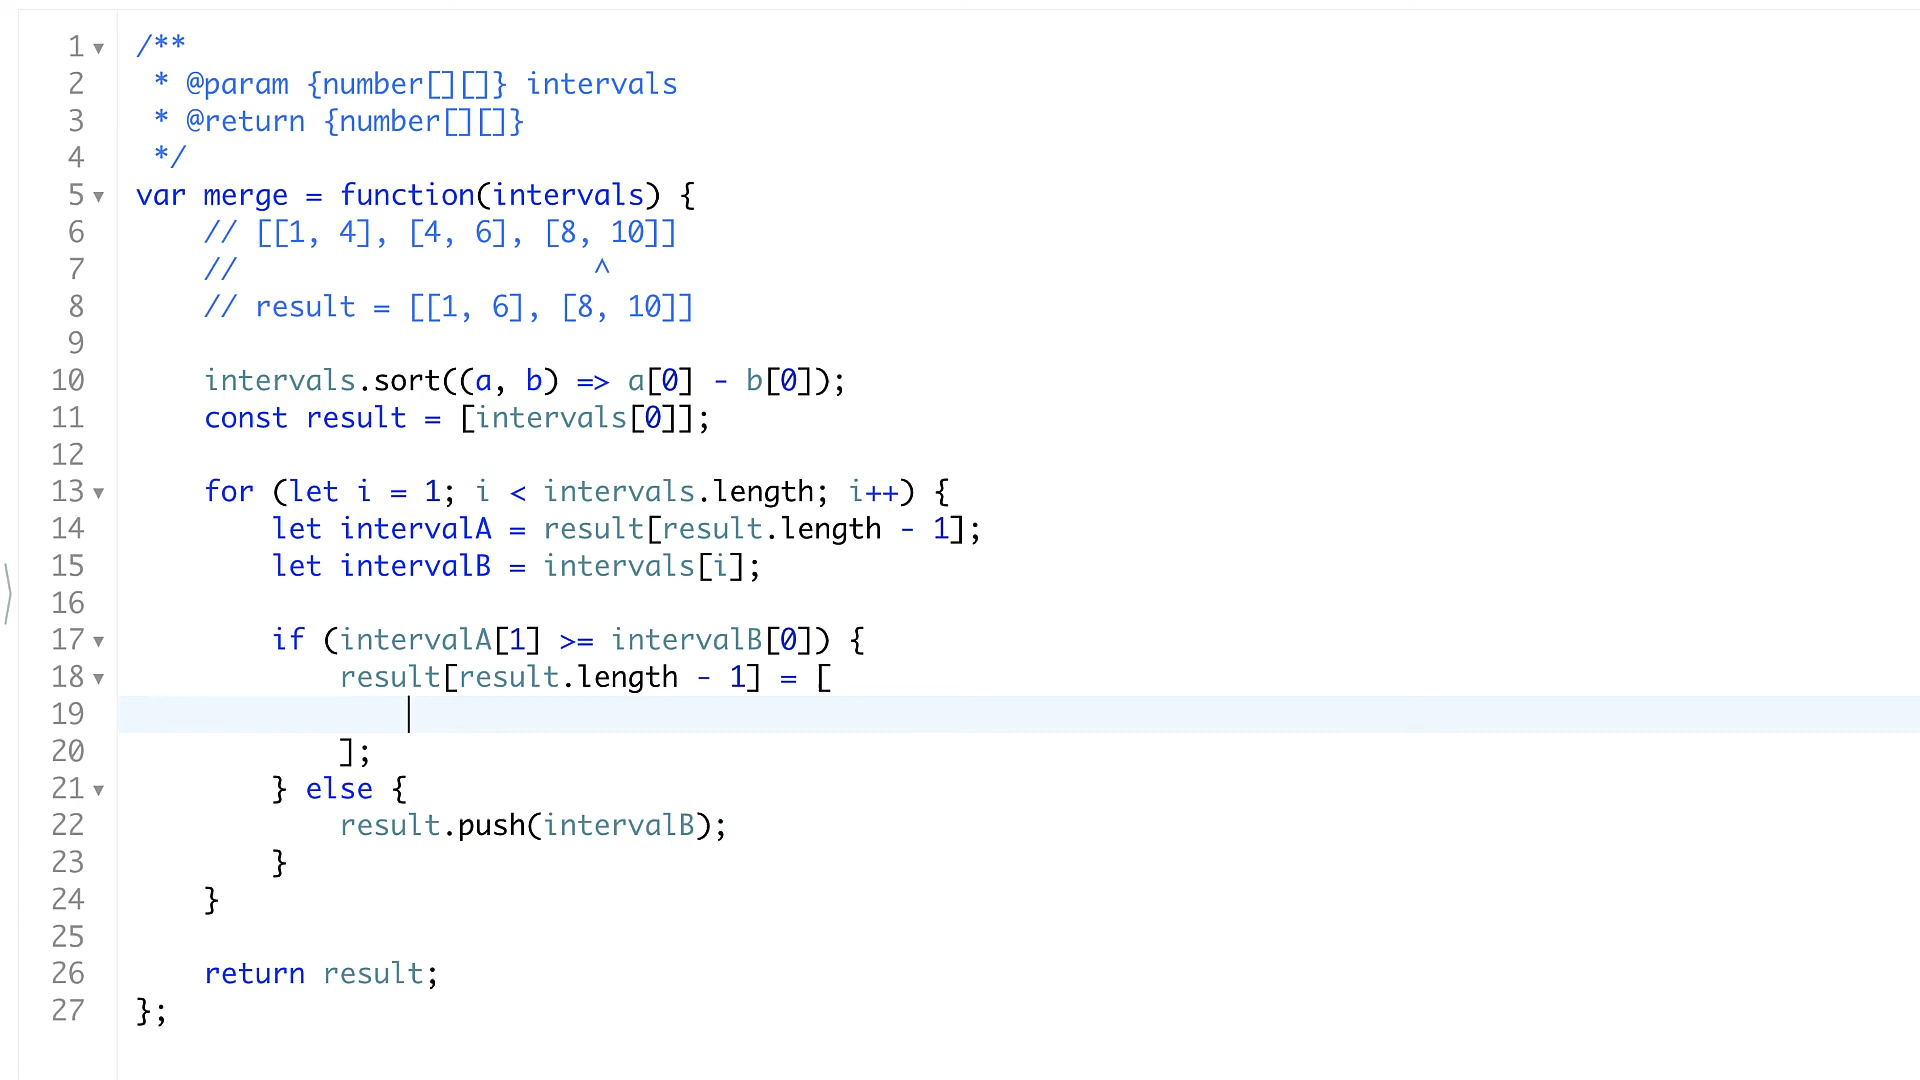 1 /**
2  * @param {number[][]} intervals
3  * @return {number[][]}
4  */
5 var merge = function(intervals) {
6     // [[1, 4], [4, 6], [8, 10]]
7     //                     ^
8     // result = [[1, 6], [8, 10]]
9
10     intervals.sort((a, b) => a[0] - b[0]);
11     const result = [intervals[0]];
12
13     for (let i = 1; i < intervals.length; i++) {
14         let intervalA = result[result.length - 1];
15         let intervalB = intervals[i];
16
17         if (intervalA[1] >= intervalB[0]) {
18             result[result.length - 1] = [
19
20             ];
21         } else {
22             result.push(intervalB);
23         }
24     }
25
26     return result;
27 };